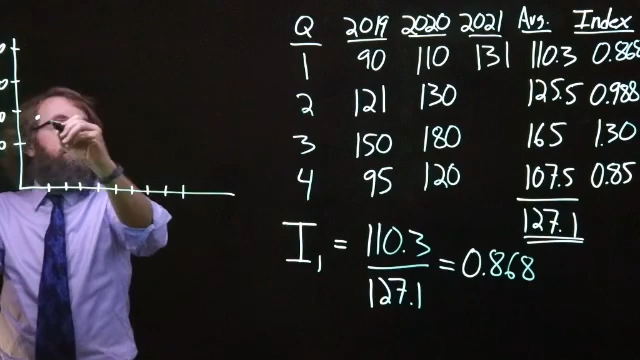 Q 2019 2020 2021 Avg. Index
1 90 110 131 110.3 0.868
2 121 130 125.5 0.988
3 150 180 165 1.30
4 95 120 107.5 0.85
127.1
I₁ = 110.3 / 127.1 = 0.868